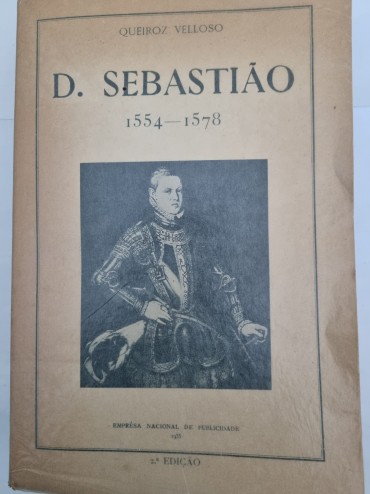 QUEIROZ VELLOSO
D. SEBASTIÃO
1554—1578
EMPRÊSA NACIONAL DE PUBLICIDADE
2.ª EDIÇÃO